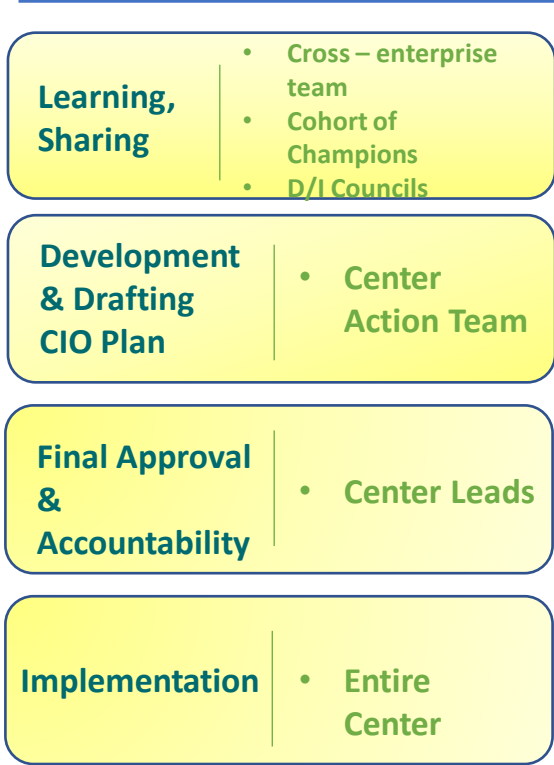 Learning,
Sharing
• Cross – enterprise
team
• Cohort of
Champions
• D/I Councils
Development
& Drafting
CIO Plan
• Center
Action Team
Final Approval
&
Accountability
• Center Leads
Implementation
• Entire
Center